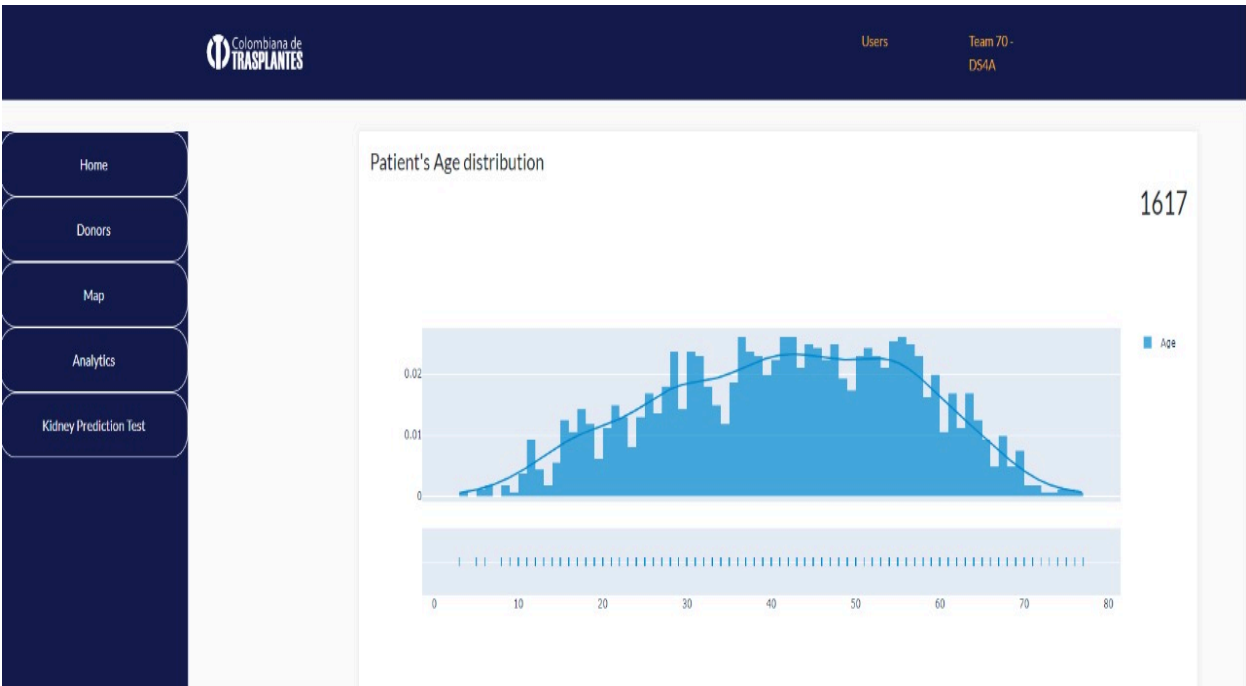 Colombiana de
TRASPLANTES
Users
Team 70 -
DS4A
Home
Donors
Map
Analytics
Kidney Prediction Test
Patient's Age distribution
1617
Age
0.02
0.01
0
0 10 20 30 40 50 60 70 80